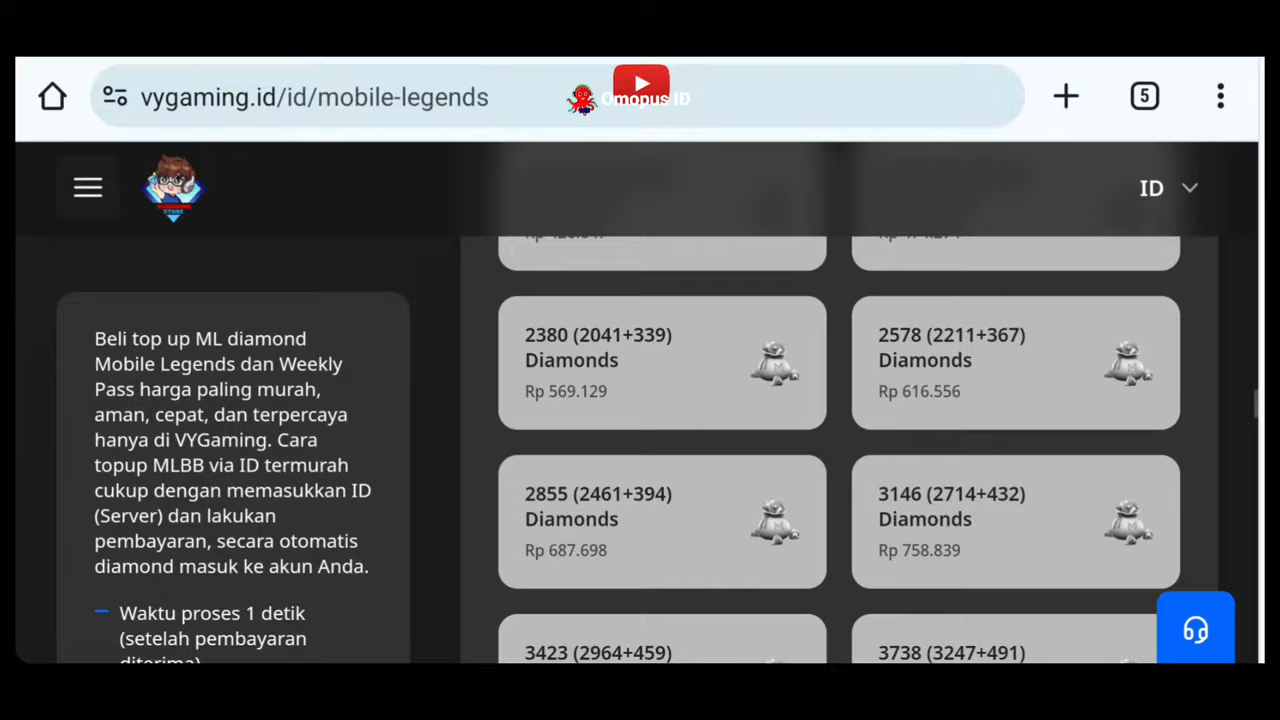 vygaming.id/id/mobile-legends
Omopus ID
5
ID
Beli top up ML diamond
Mobile Legends dan Weekly
Pass harga paling murah,
aman, cepat, dan terpercaya
hanya di VYGaming. Cara
topup MLBB via ID termurah
cukup dengan memasukkan ID
(Server) dan lakukan
pembayaran, secara otomatis
diamond masuk ke akun Anda.
Waktu proses 1 detik
(setelah pembayaran
diterima)
2380 (2041+339)
Diamonds
Rp 569.129
2578 (2211+367)
Diamonds
Rp 616.556
2855 (2461+394)
Diamonds
Rp 687.698
3146 (2714+432)
Diamonds
Rp 758.839
3423 (2964+459)
3738 (3247+491)